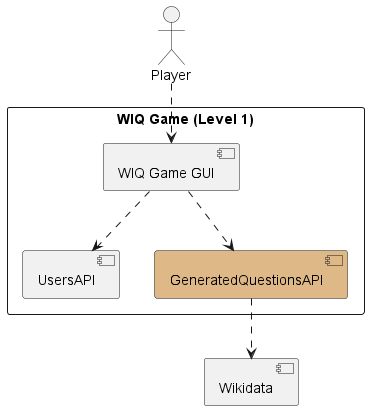 Player
WIQ Game (Level 1)
WIQ Game GUI
UsersAPI
GeneratedQuestionsAPI
Wikidata